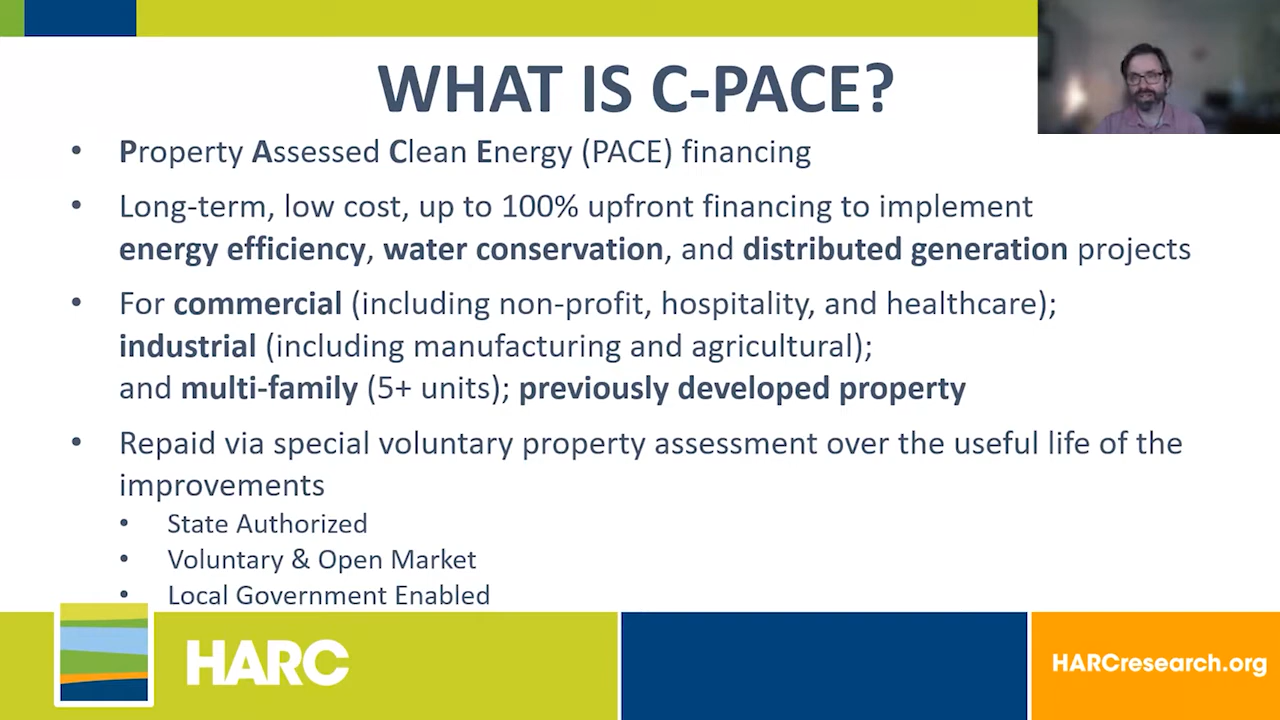 WHAT IS C-PACE?
• Property Assessed Clean Energy (PACE) financing
• Long-term, low cost, up to 100% upfront financing to implement
energy efficiency, water conservation, and distributed generation projects
• For commercial (including non-profit, hospitality, and healthcare);
industrial (including manufacturing and agricultural);
and multi-family (5+ units); previously developed property
• Repaid via special voluntary property assessment over the useful life of the
improvements
• State Authorized
• Voluntary & Open Market
• Local Government Enabled
HARC
HARCresearch.org